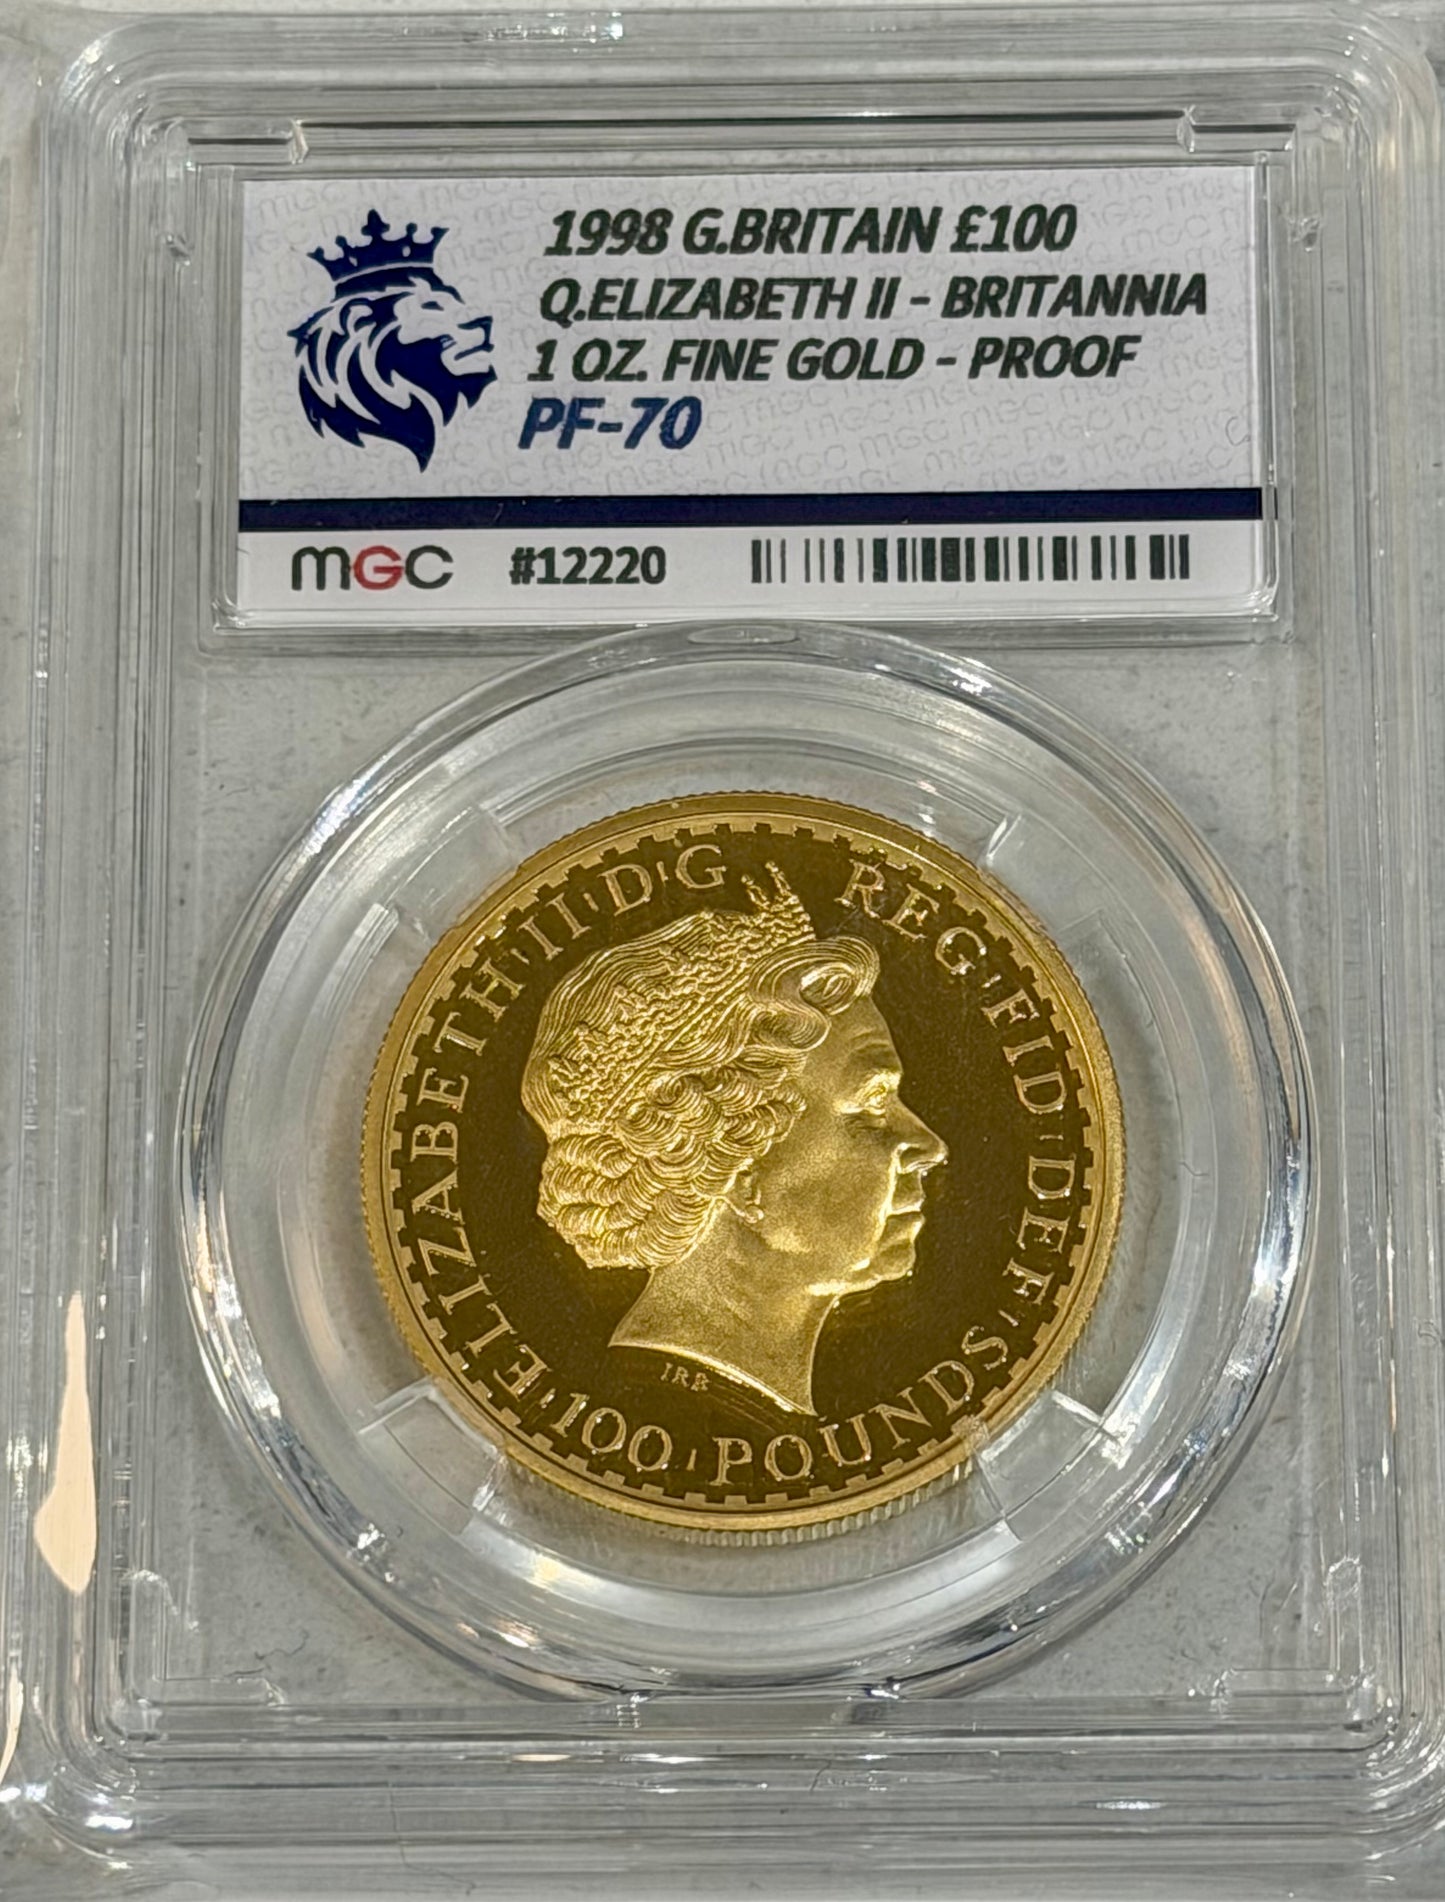 1998 G.BRITAIN £100
Q.ELIZABETH II - BRITANNIA
1 OZ. FINE GOLD - PROOF
PF-70
MGC #12220
ELIZABETH·II·D·G REG·FID·DEF·
100·POUNDS
IRB